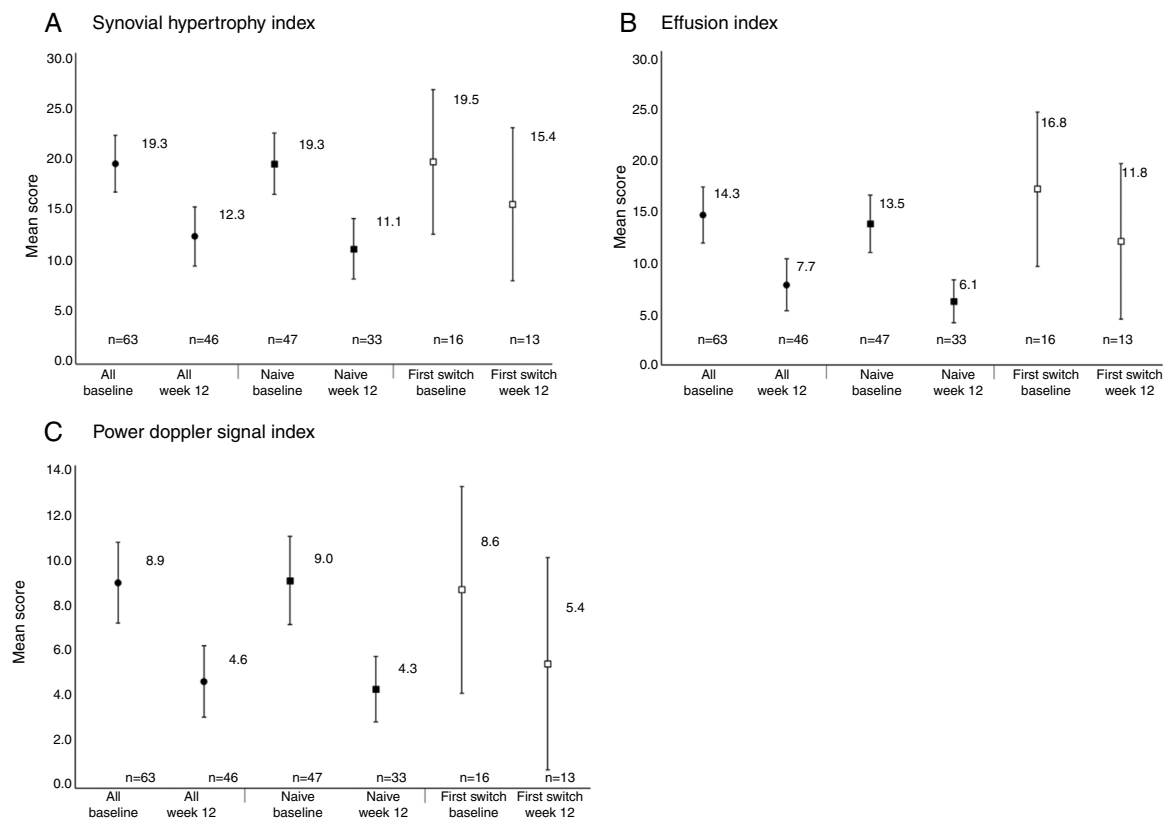 A Synovial hypertrophy index
Mean score
30.0
25.0
20.0
15.0
10.0
5.0
0.0
19.3
12.3
19.3
11.1
19.5
15.4
n=63 n=46 n=47 n=33 n=16 n=13
All baseline
All week 12
Naive baseline
Naive week 12
First switch baseline
First switch week 12
B Effusion index
Mean score
30.0
25.0
20.0
15.0
10.0
5.0
0.0
14.3
7.7
13.5
6.1
16.8
11.8
n=63 n=46 n=47 n=33 n=16 n=13
All baseline
All week 12
Naive baseline
Naive week 12
First switch baseline
First switch week 12
C Power doppler signal index
Mean score
14.0
12.0
10.0
8.0
6.0
4.0
2.0
0.0
8.9
4.6
9.0
4.3
8.6
5.4
n=63 n=46 n=47 n=33 n=16 n=13
All baseline
All week 12
Naive baseline
Naive week 12
First switch baseline
First switch week 12